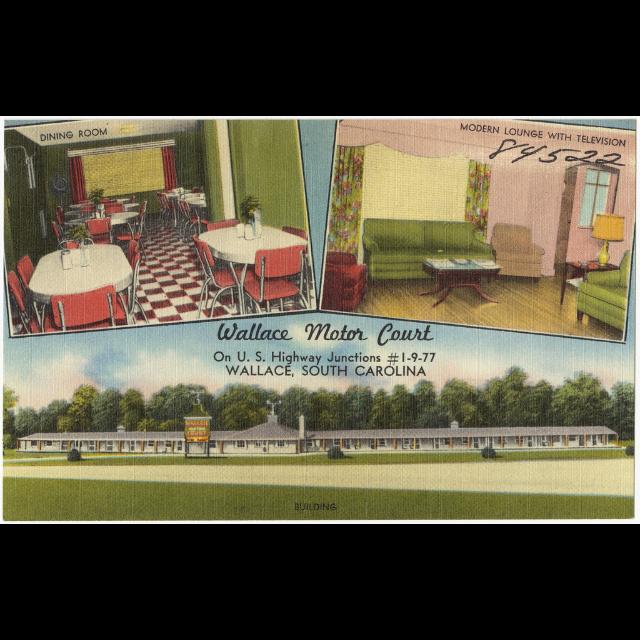 DINING ROOM
MODERN LOUNGE WITH TELEVISION
84522
Wallace Motor Court
On U. S. Highway Junctions #1-9-77
WALLACE, SOUTH CAROLINA
WALLACE
BUILDING